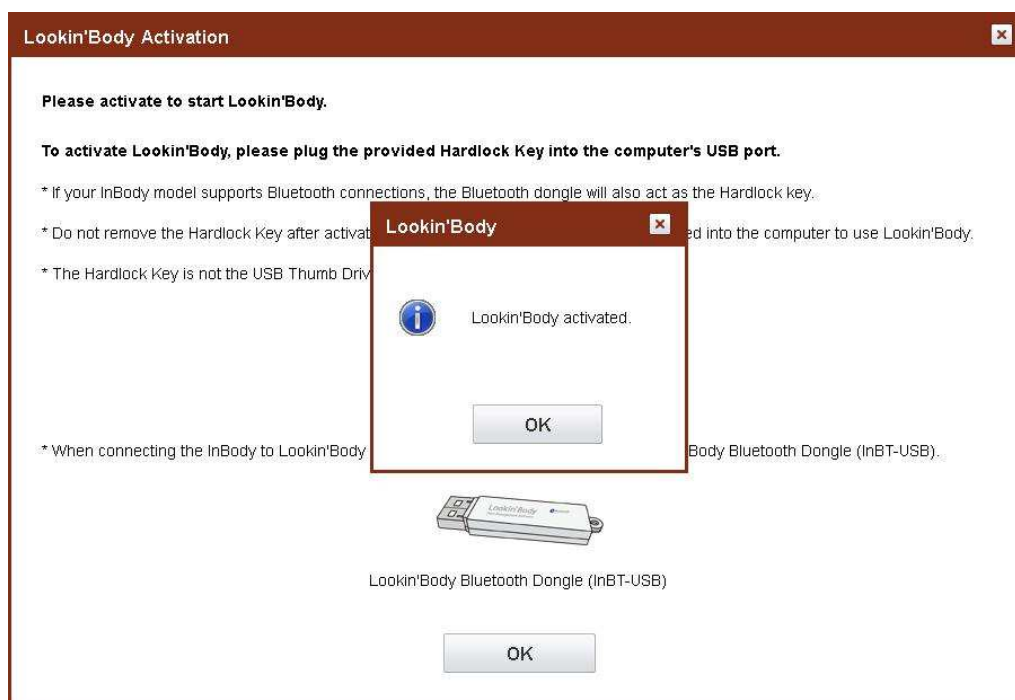 Lookin'Body Activation
Please activate to start Lookin'Body.
To activate Lookin'Body, please plug the provided Hardlock Key into the computer's USB port.
* If your InBody model supports Bluetooth connections, the Bluetooth dongle will also act as the Hardlock key.
* Do not remove the Hardlock Key after activat ed into the computer to use Lookin'Body.
* The Hardlock Key is not the USB Thumb Driv
Lookin'Body
Lookin'Body activated.
OK
* When connecting the InBody to Lookin'Body Body Bluetooth Dongle (InBT-USB).
Lookin'Body
Lookin'Body Bluetooth Dongle (InBT-USB)
OK